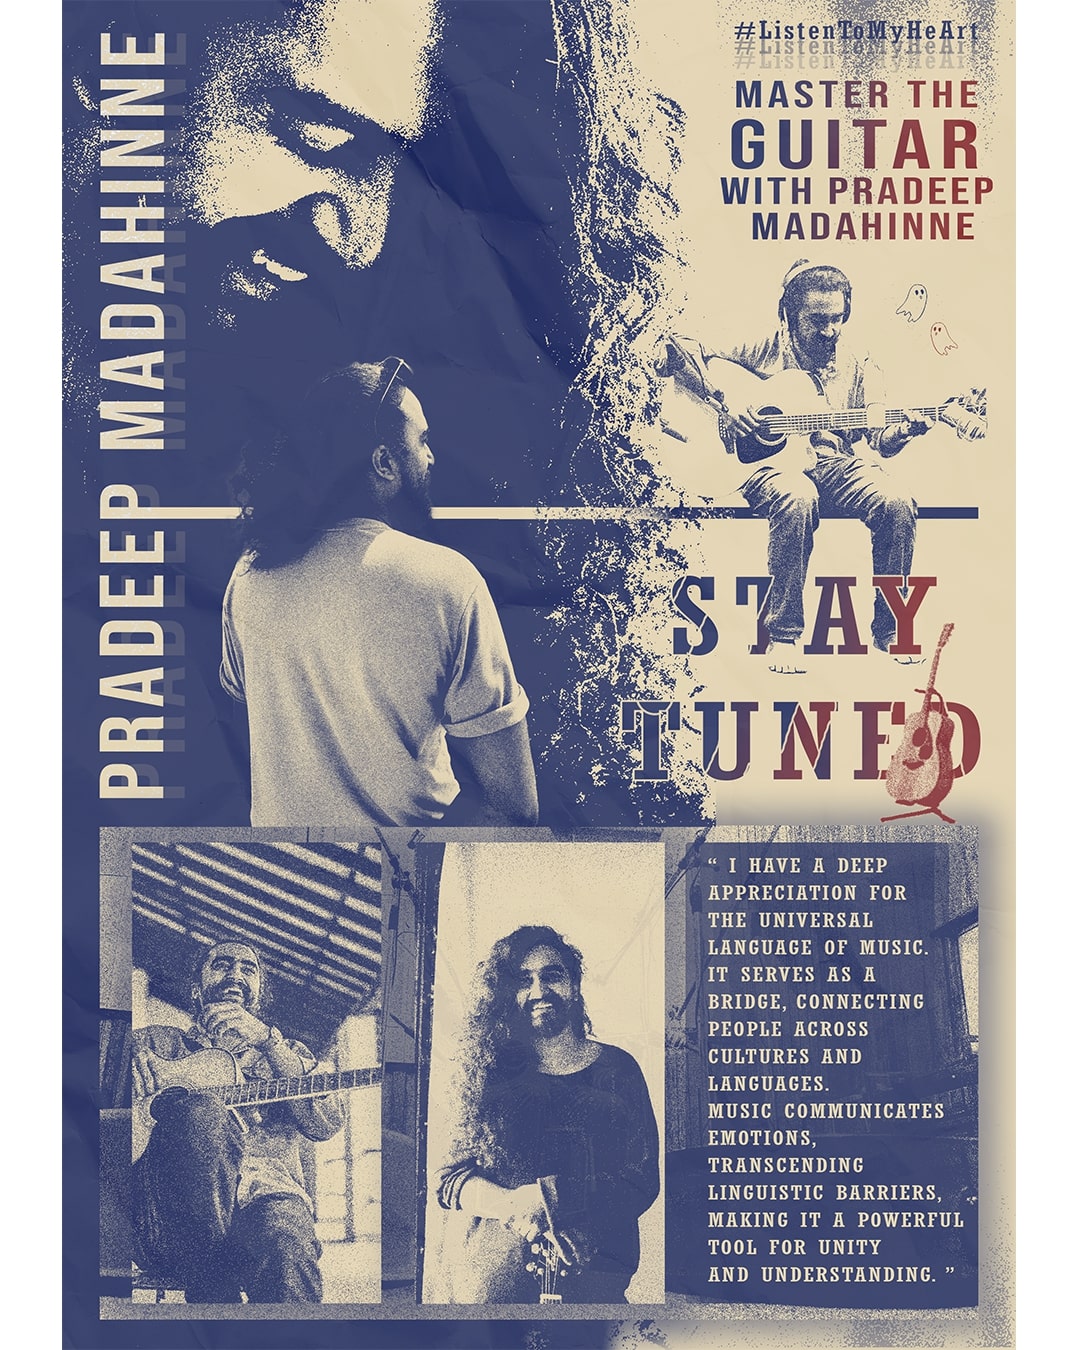 PRADEEP MADAHINNE
#ListenToMyHeArt
#ListenToMyHeArt
#ListenToMyHeArt
MASTER THE
GUITAR
WITH PRADEEP
MADAHINNE
STAY
TUNED
“ I HAVE A DEEP
APPRECIATION FOR
THE UNIVERSAL
LANGUAGE OF MUSIC.
IT SERVES AS A
BRIDGE, CONNECTING
PEOPLE ACROSS
CULTURES AND
LANGUAGES.
MUSIC COMMUNICATES
EMOTIONS,
TRANSCENDING
LINGUISTIC BARRIERS,
MAKING IT A POWERFUL
TOOL FOR UNITY
AND UNDERSTANDING. ”